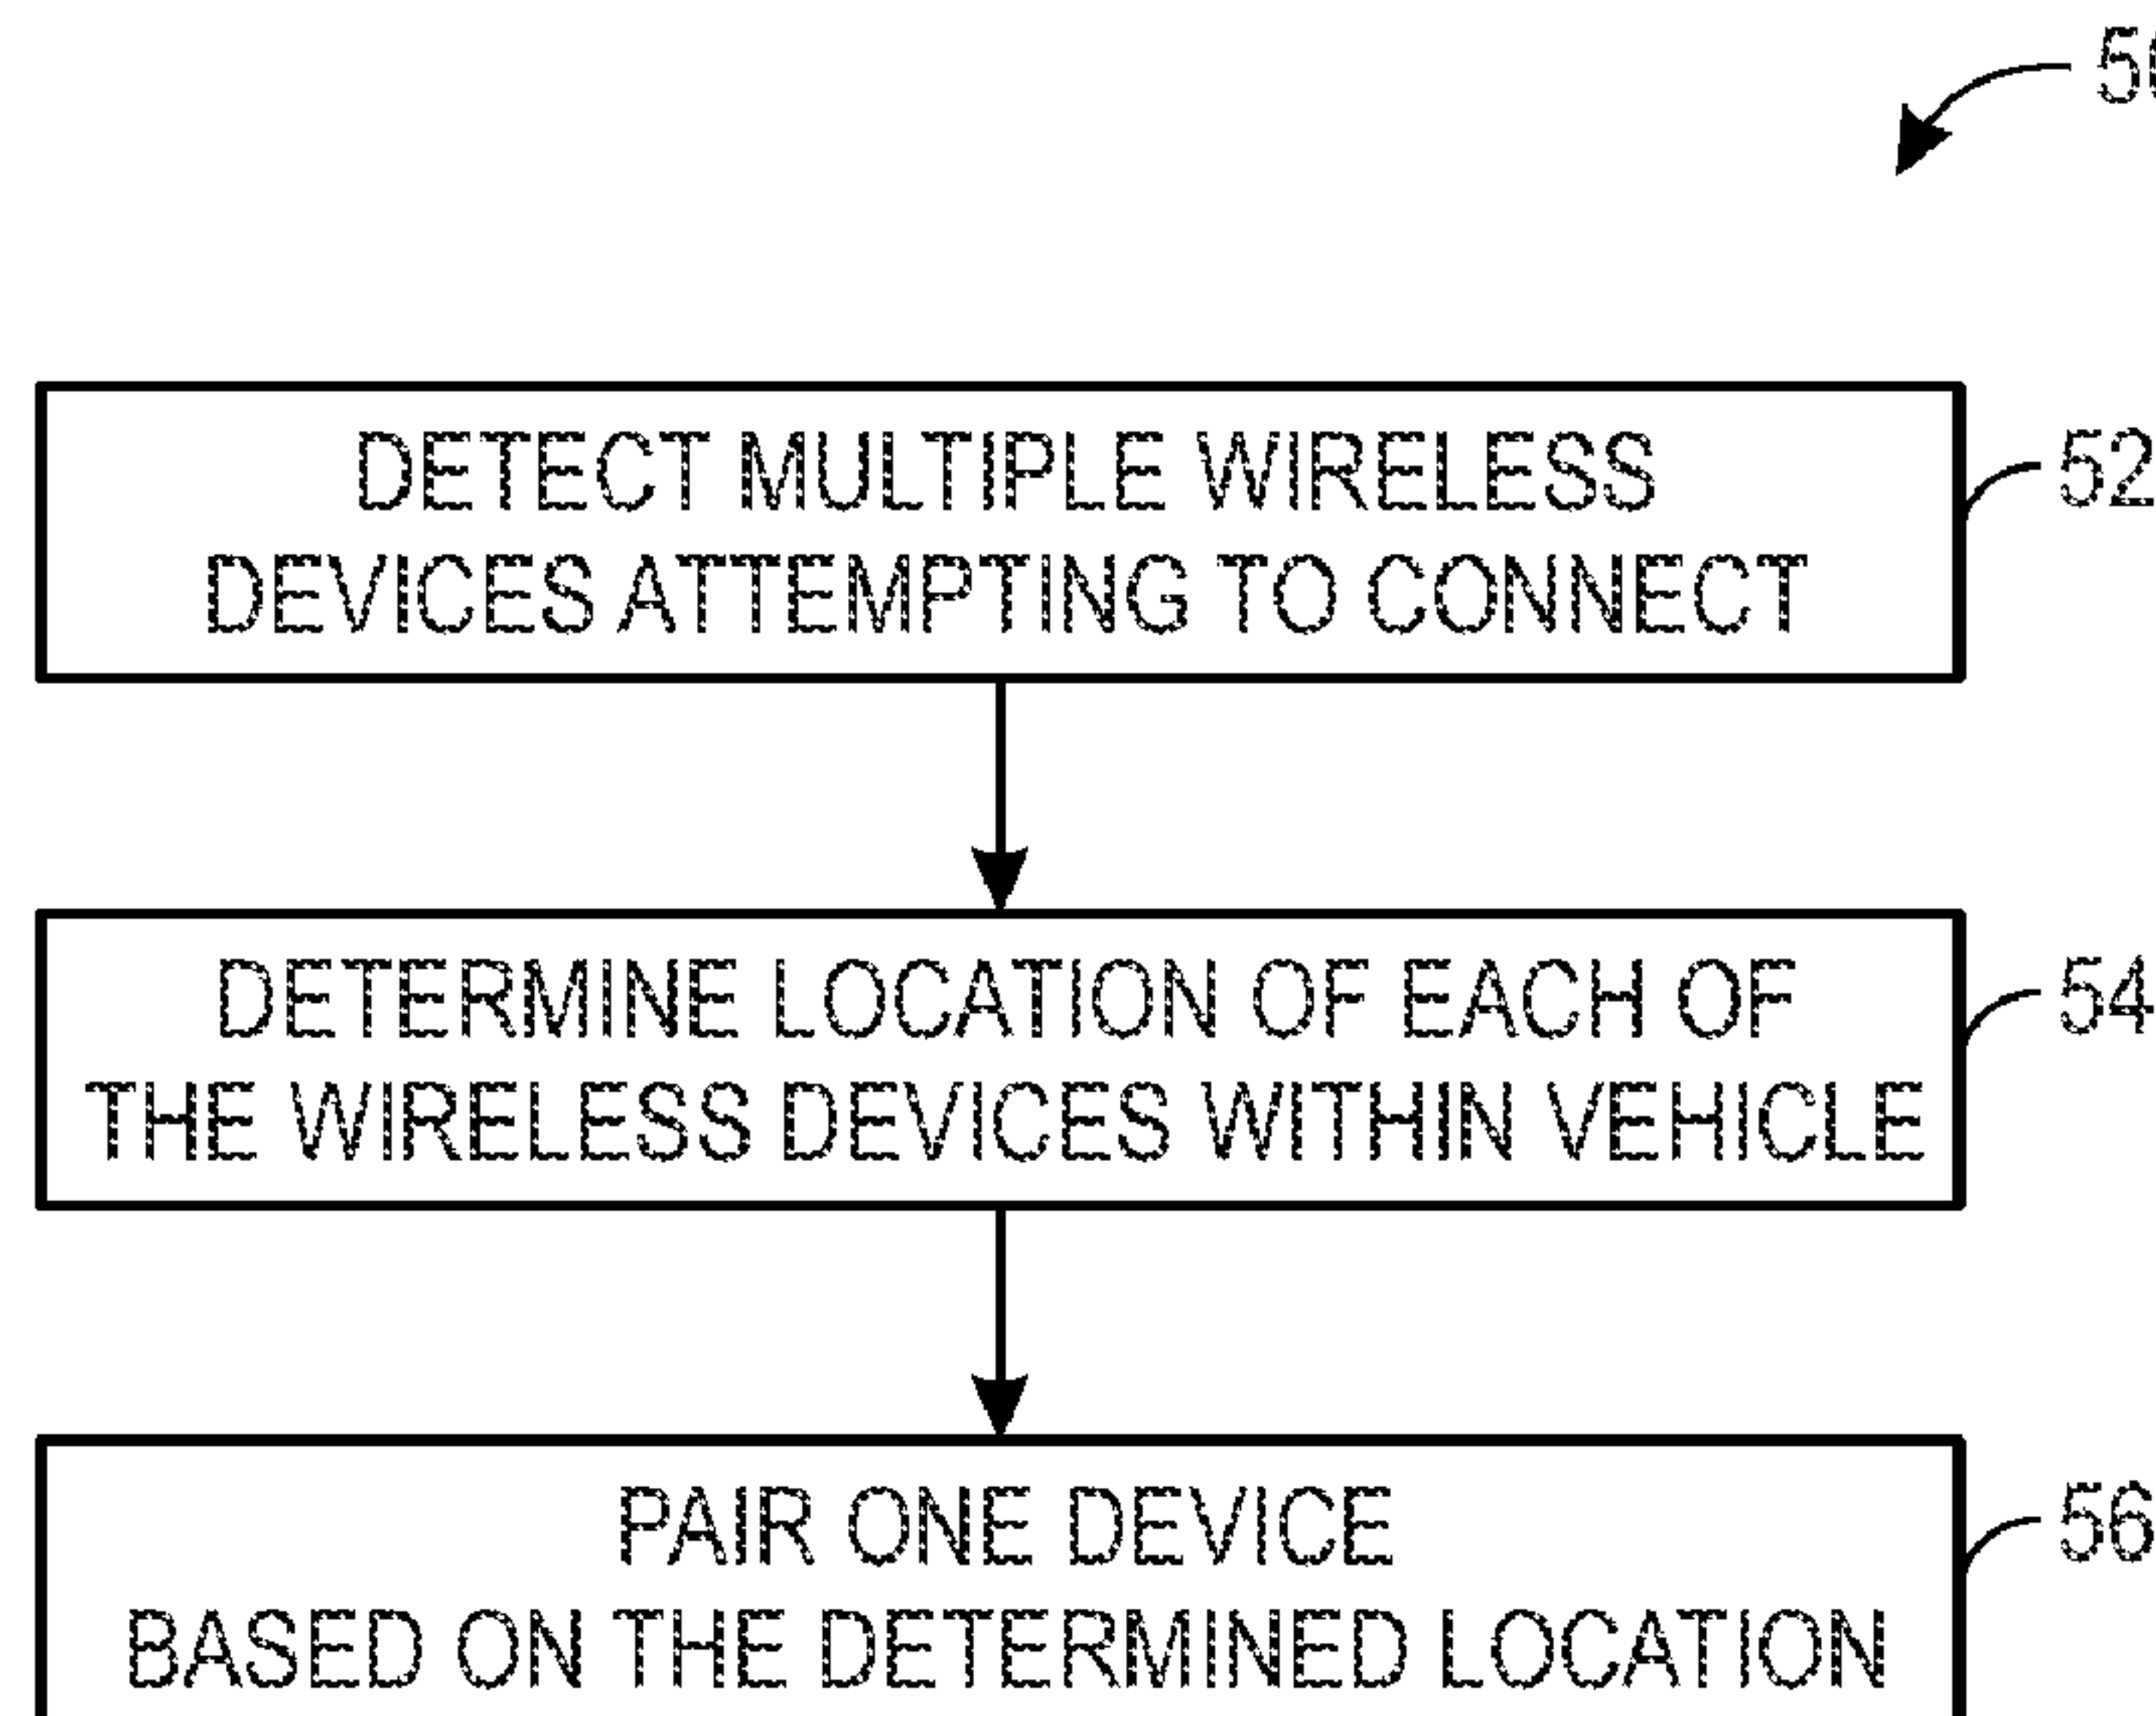 DETECT MULTIPLE WIRELESS
DEVICES ATTEMPTING TO CONNECT
52
DETERMINE LOCATION OF EACH OF
THE WIRELESS DEVICES WITHIN VEHICLE
54
PAIR ONE DEVICE
BASED ON THE DETERMINED LOCATION
56